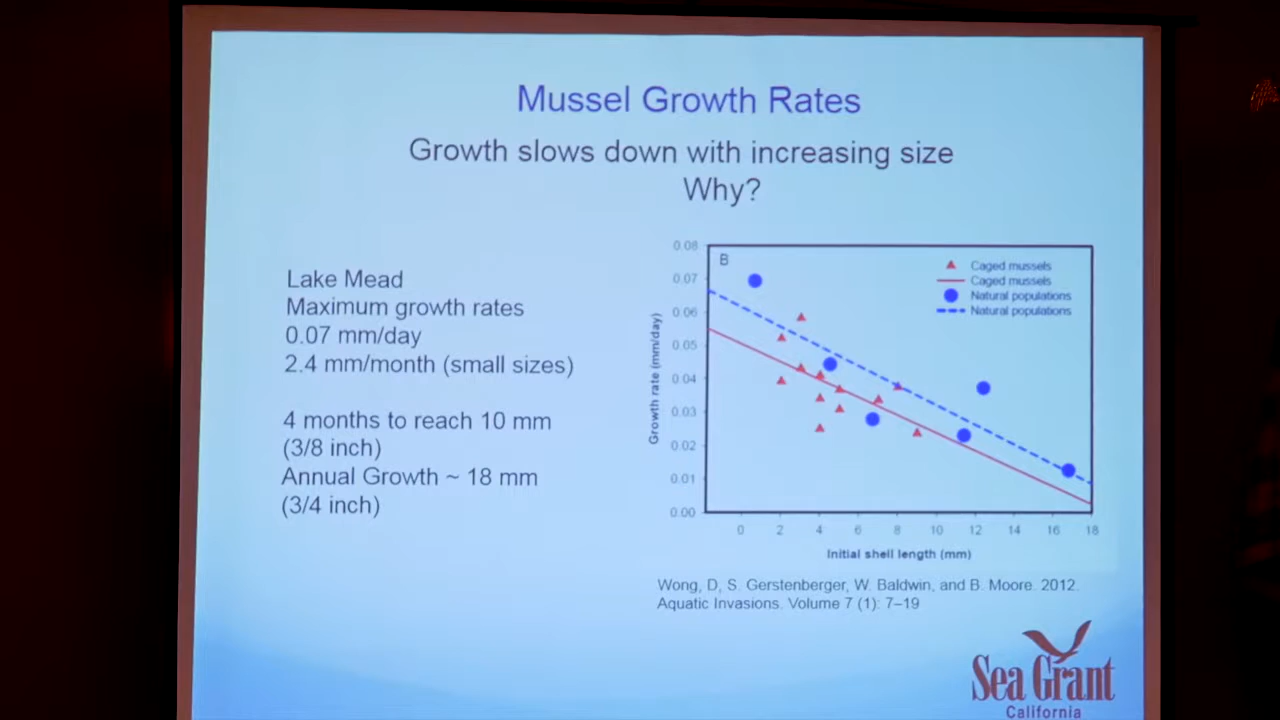 Mussel Growth Rates
Growth slows down with increasing size
Why?
Lake Mead
Maximum growth rates
0.07 mm/day
2.4 mm/month (small sizes)
4 months to reach 10 mm
(3/8 inch)
Annual Growth ~ 18 mm
(3/4 inch)
B
Caged mussels
Caged mussels
Natural populations
Natural populations
Growth rate (mm/day)
0.08
0.07
0.06
0.05
0.04
0.03
0.02
0.01
0.00
0 2 4 6 8 10 12 14 16 18
Initial shell length (mm)
Wong, D, S. Gerstenberger, W. Baldwin, and B. Moore. 2012.
Aquatic Invasions. Volume 7 (1): 7–19
Sea Grant
California